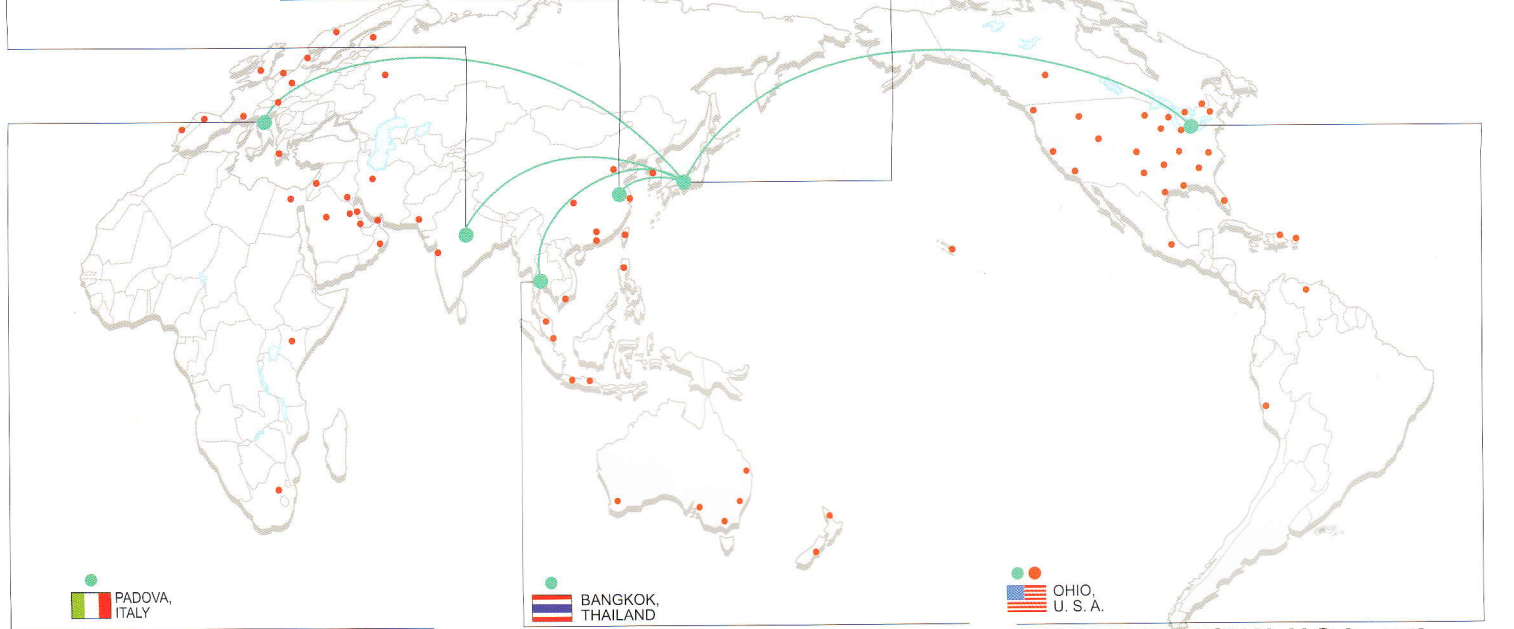 PADOVA,
ITALY
BANGKOK,
THAILAND
OHIO,
U. S. A.